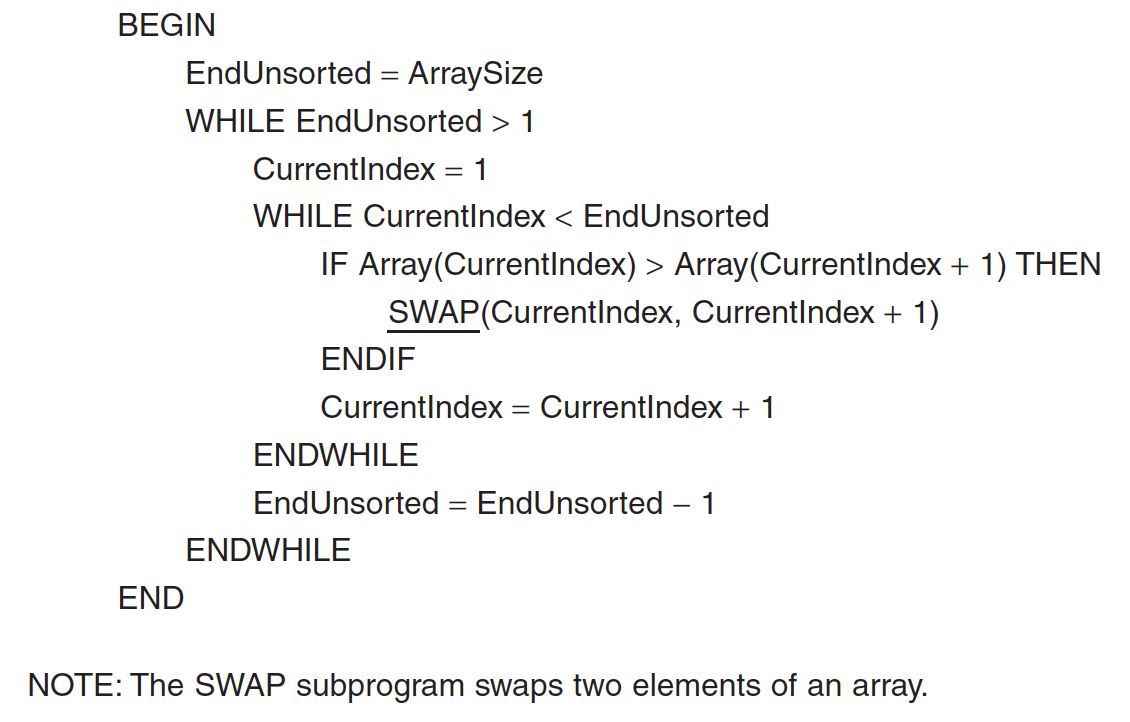 BEGIN
EndUnsorted = ArraySize
WHILE EndUnsorted > 1
CurrentIndex = 1
WHILE CurrentIndex < EndUnsorted
IF Array(CurrentIndex) > Array(CurrentIndex + 1) THEN
SWAP(CurrentIndex, CurrentIndex + 1)
ENDIF
CurrentIndex = CurrentIndex + 1
ENDWHILE
EndUnsorted = EndUnsorted – 1
ENDWHILE
END
NOTE: The SWAP subprogram swaps two elements of an array.